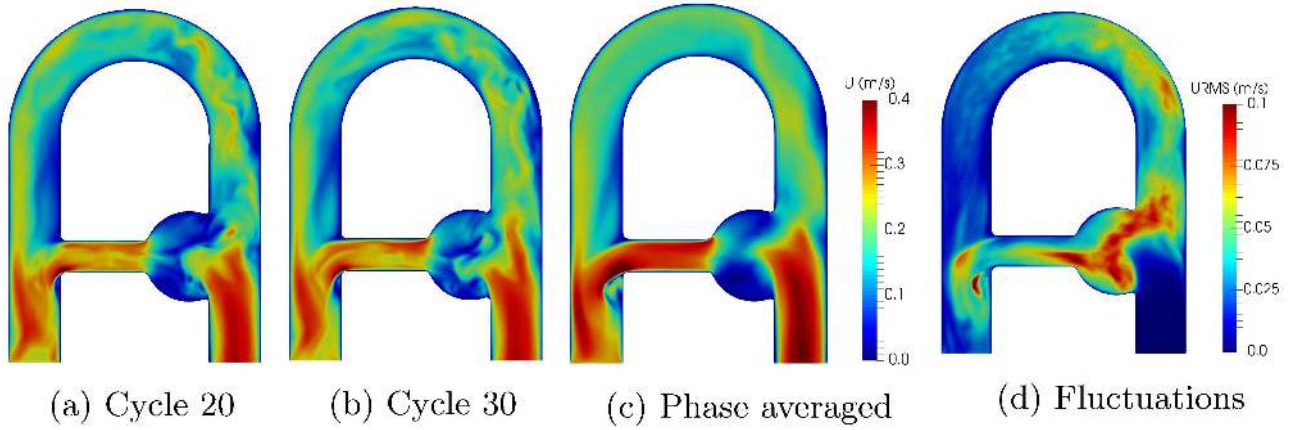 U (m/s)
0.4
0.3
0.2
0.1
0.0
URMS (m/s)
0.1
0.075
0.05
0.025
0.0
(a) Cycle 20
(b) Cycle 30
(c) Phase averaged
(d) Fluctuations